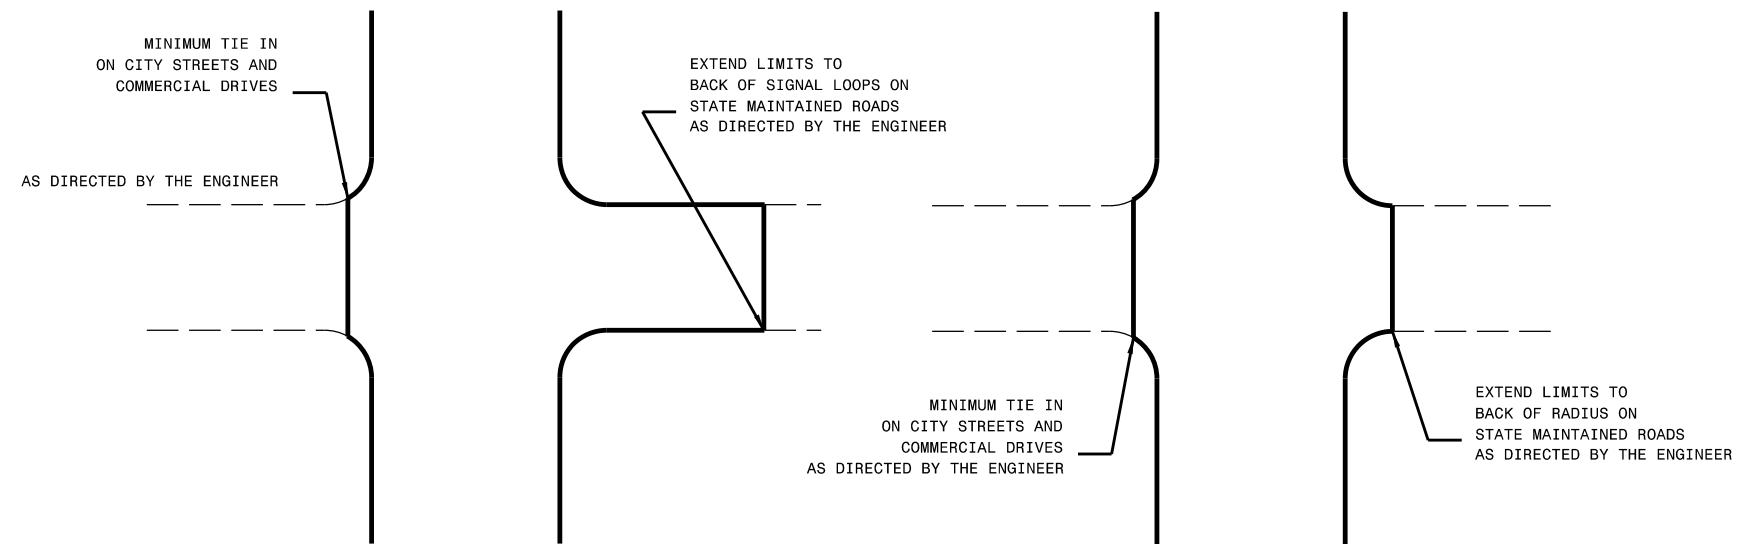 MINIMUM TIE IN
ON CITY STREETS AND
COMMERCIAL DRIVES
AS DIRECTED BY THE ENGINEER
EXTEND LIMITS TO
BACK OF SIGNAL LOOPS ON
STATE MAINTAINED ROADS
AS DIRECTED BY THE ENGINEER
MINIMUM TIE IN
ON CITY STREETS AND
COMMERCIAL DRIVES
AS DIRECTED BY THE ENGINEER
EXTEND LIMITS TO
BACK OF RADIUS ON
STATE MAINTAINED ROADS
AS DIRECTED BY THE ENGINEER